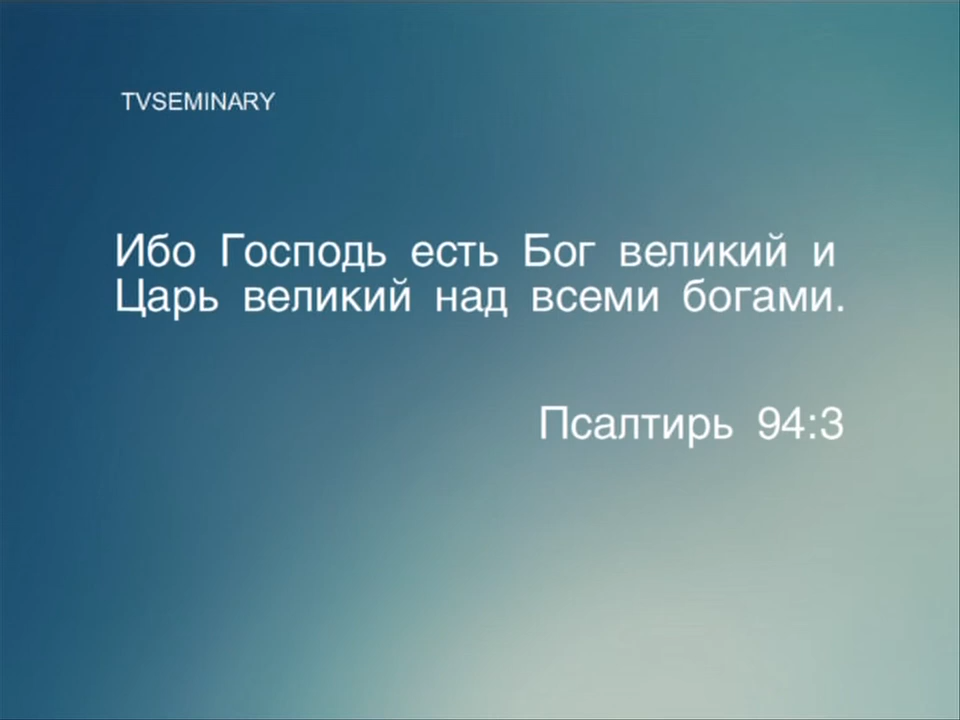 TVSEMINARY
Ибо Господь есть Бог великий и
Царь великий над всеми богами.
Псалтирь 94:3